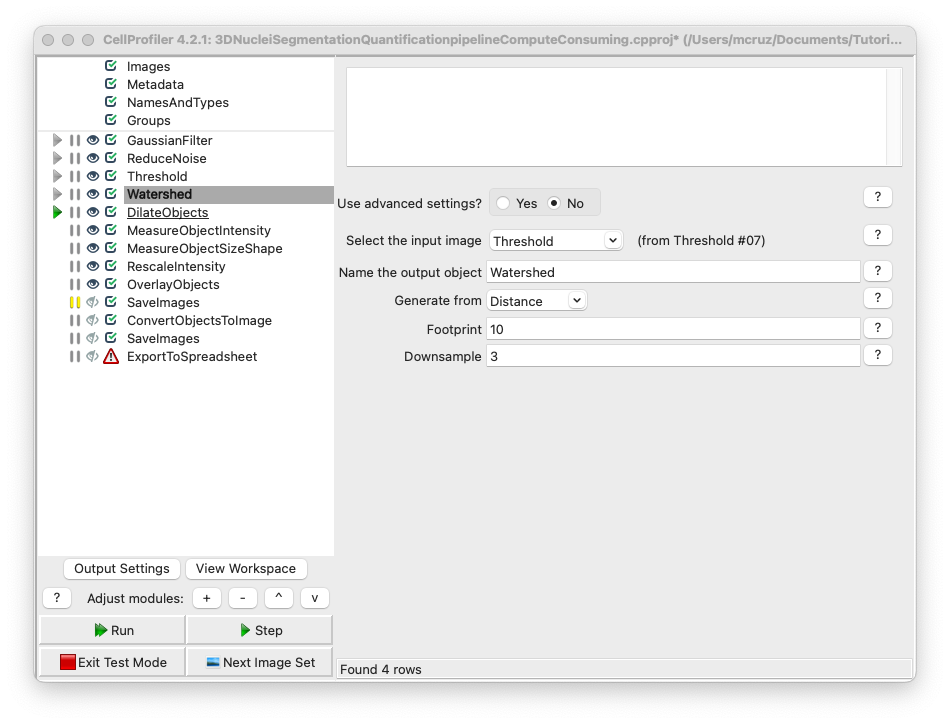 CellProfiler 4.2.1: 3DNucleiSegmentationQuantificationpipelineComputeConsuming.cpproj* (/Users/mcruz/Documents/Tutori...
Images
Metadata
NamesAndTypes
Groups
GaussianFilter
ReduceNoise
Threshold
Watershed
DilateObjects
MeasureObjectIntensity
MeasureObjectSizeShape
RescaleIntensity
OverlayObjects
SaveImages
ConvertObjectsToImage
SaveImages
ExportToSpreadsheet
Output Settings View Workspace
? Adjust modules: + - ^ v
Run Step
Exit Test Mode Next Image Set
Use advanced settings? Yes No ?
Select the input image Threshold (from Threshold #07) ?
Name the output object Watershed ?
Generate from Distance ?
Footprint 10 ?
Downsample 3 ?
Found 4 rows